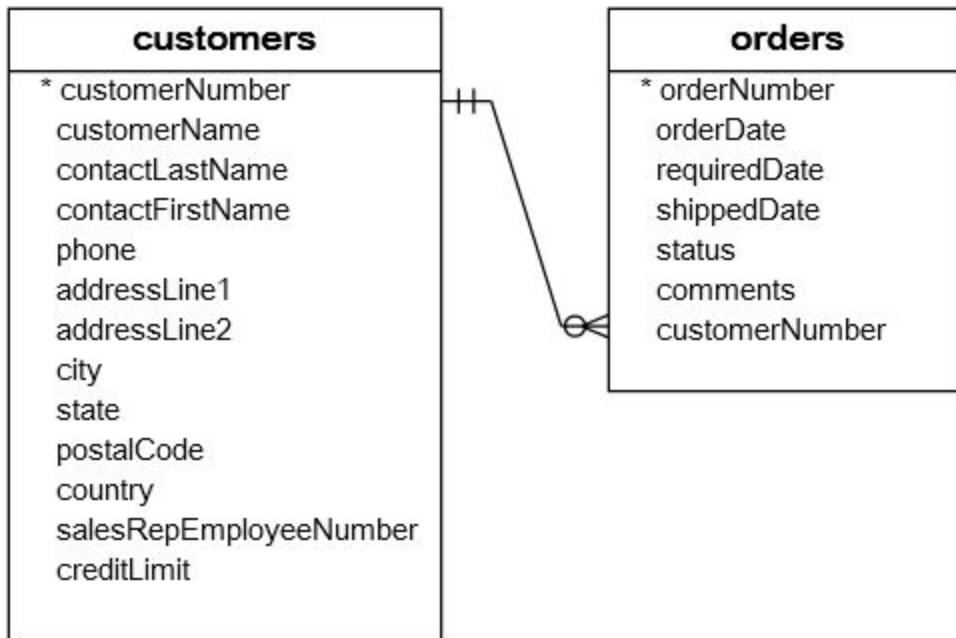 customers
* customerNumber
customerName
contactLastName
contactFirstName
phone
addressLine1
addressLine2
city
state
postalCode
country
salesRepEmployeeNumber
creditLimit
orders
* orderNumber
orderDate
requiredDate
shippedDate
status
comments
customerNumber